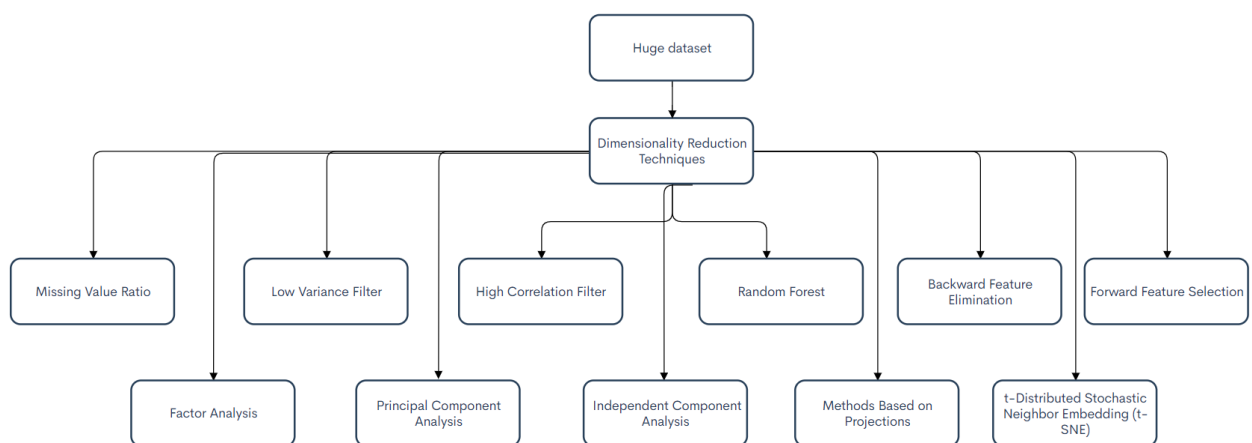 Huge dataset
Dimensionality Reduction
Techniques
Missing Value Ratio
Low Variance Filter
High Correlation Filter
Random Forest
Backward Feature
Elimination
Forward Feature Selection
Factor Analysis
Principal Component
Analysis
Independent Component
Analysis
Methods Based on
Projections
t-Distributed Stochastic
Neighbor Embedding (t-
SNE)